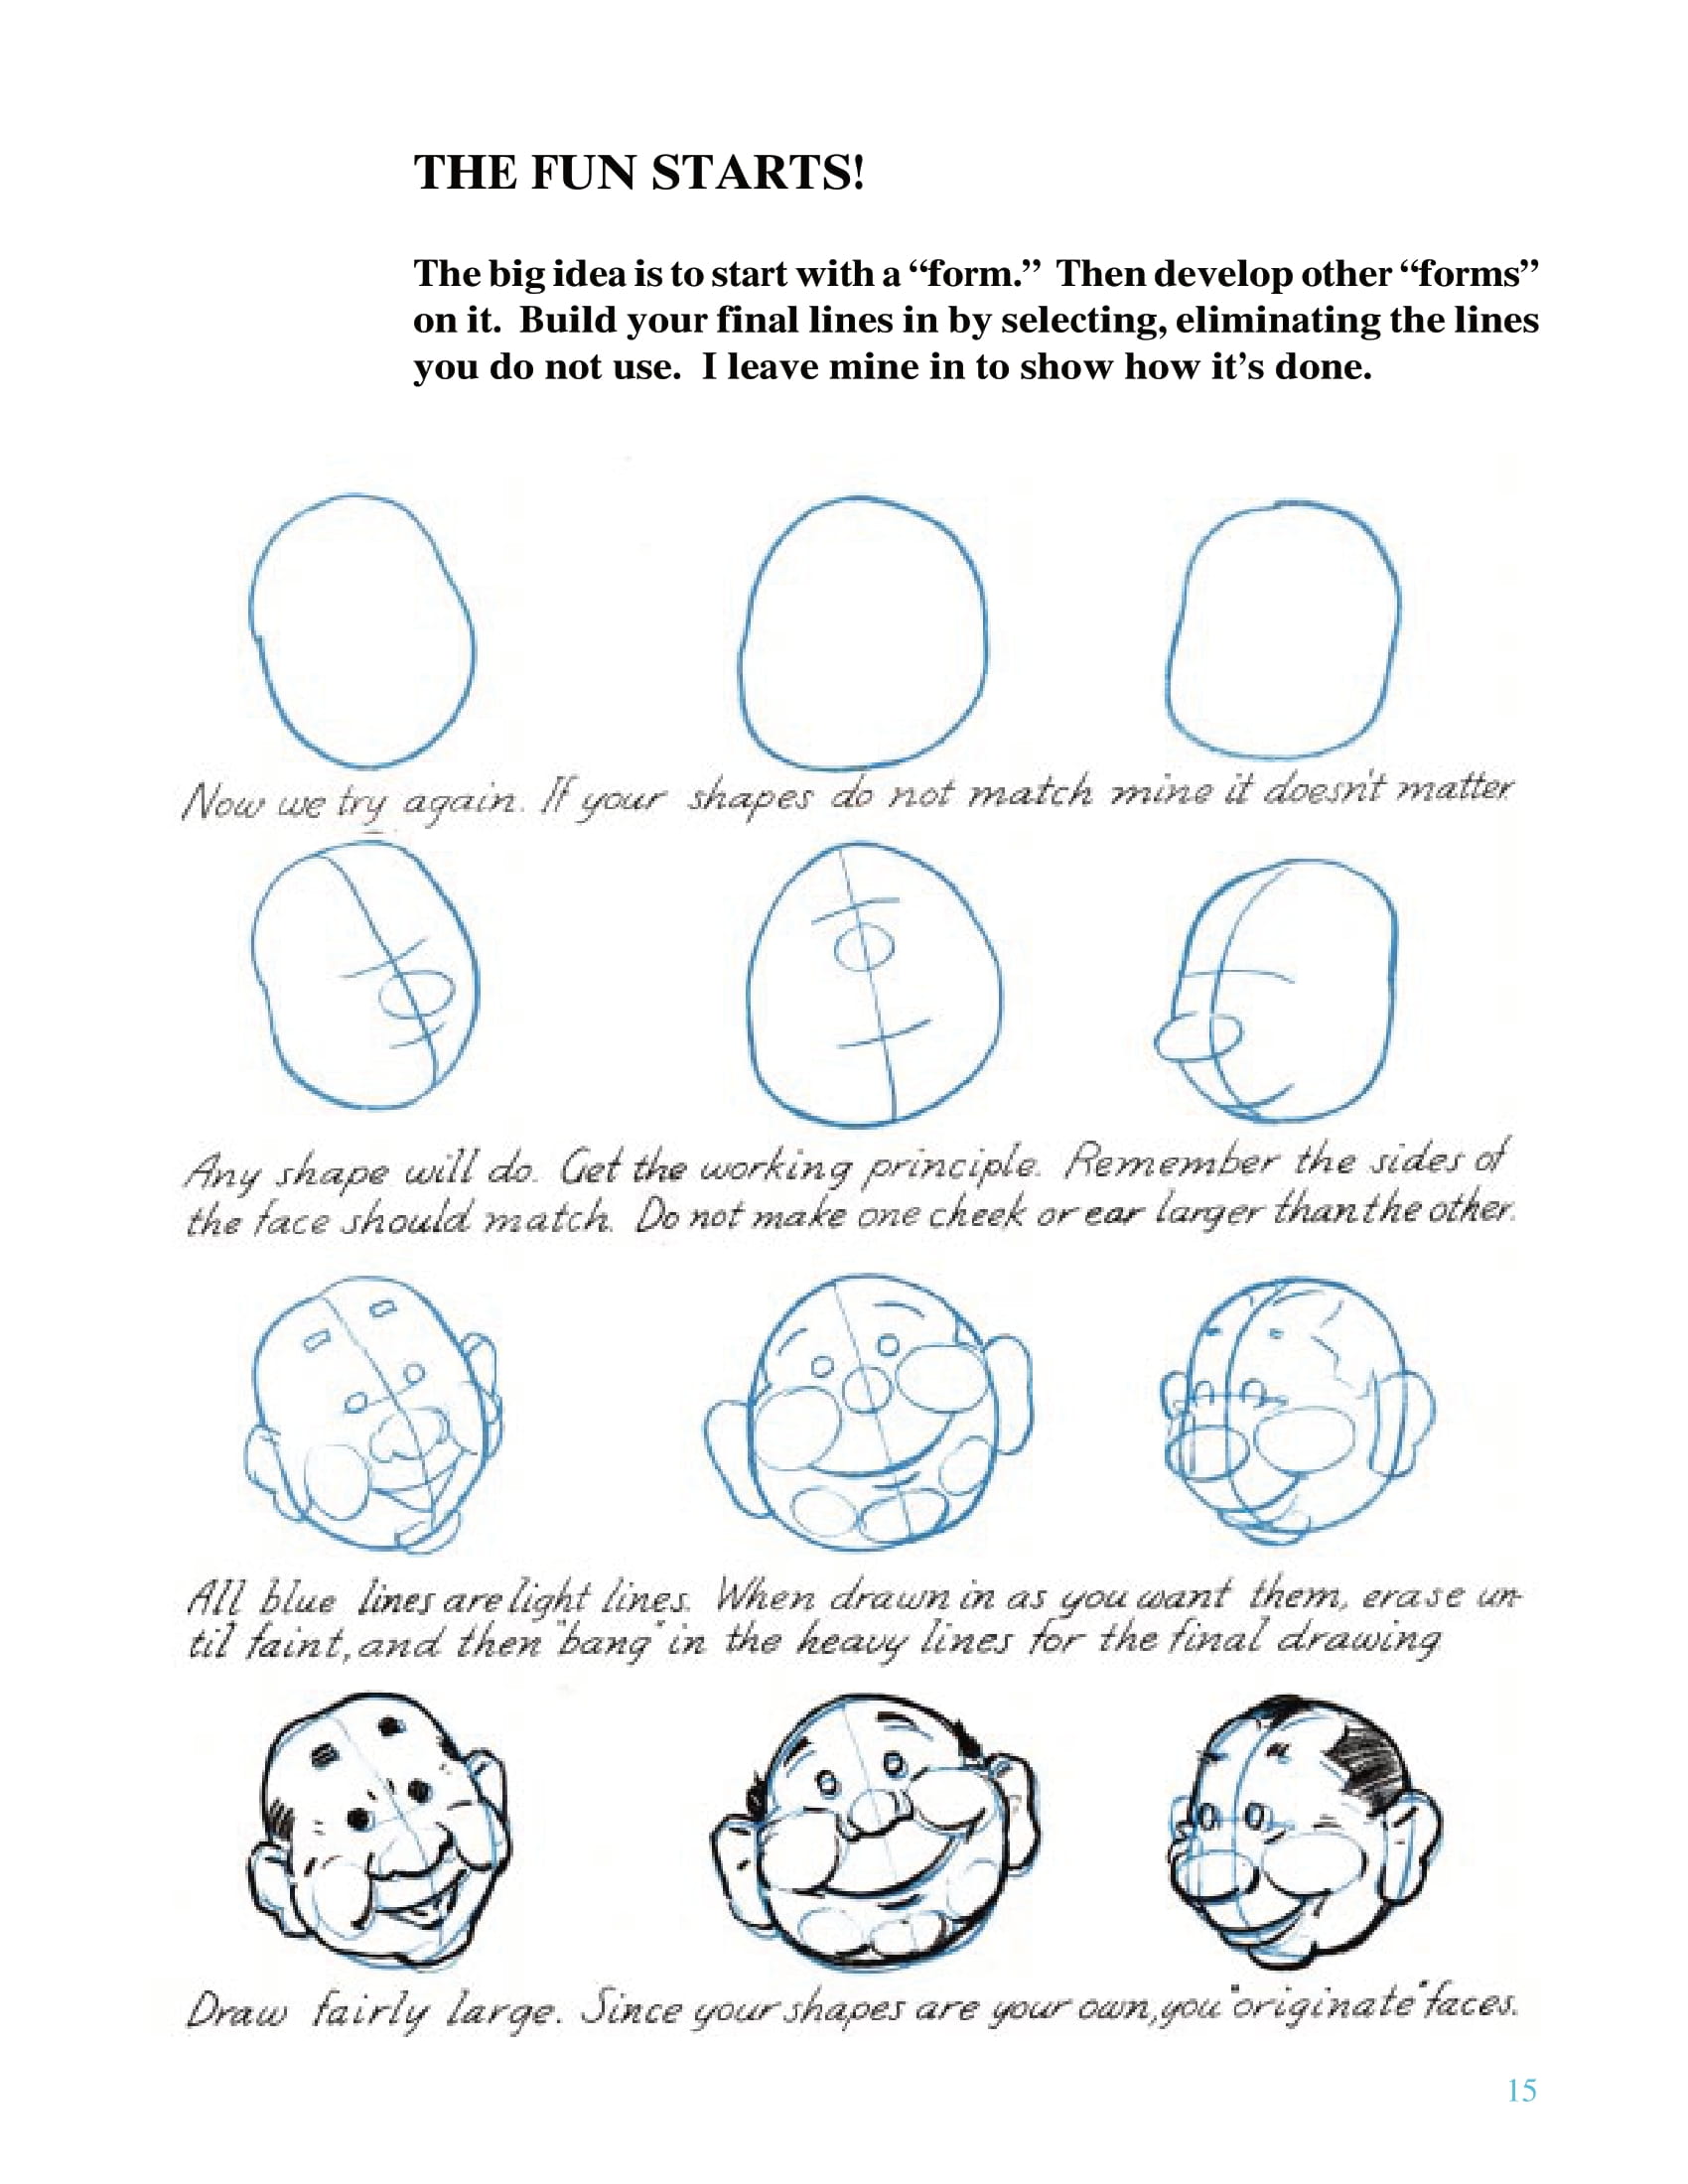 THE FUN STARTS!
The big idea is to start with a “form.” Then develop other “forms”
on it. Build your final lines in by selecting, eliminating the lines
you do not use. I leave mine in to show how it’s done.
Now we try again. If your shapes do not match mine it doesn't matter
Any shape will do. Get the working principle. Remember the sides of
the face should match. Do not make one cheek or ear larger than the other.
All blue lines are light lines. When drawn in as you want them, erase un-
til faint, and then "bang" in the heavy lines for the final drawing
Draw fairly large. Since your shapes are your own, you "originate" faces.
15